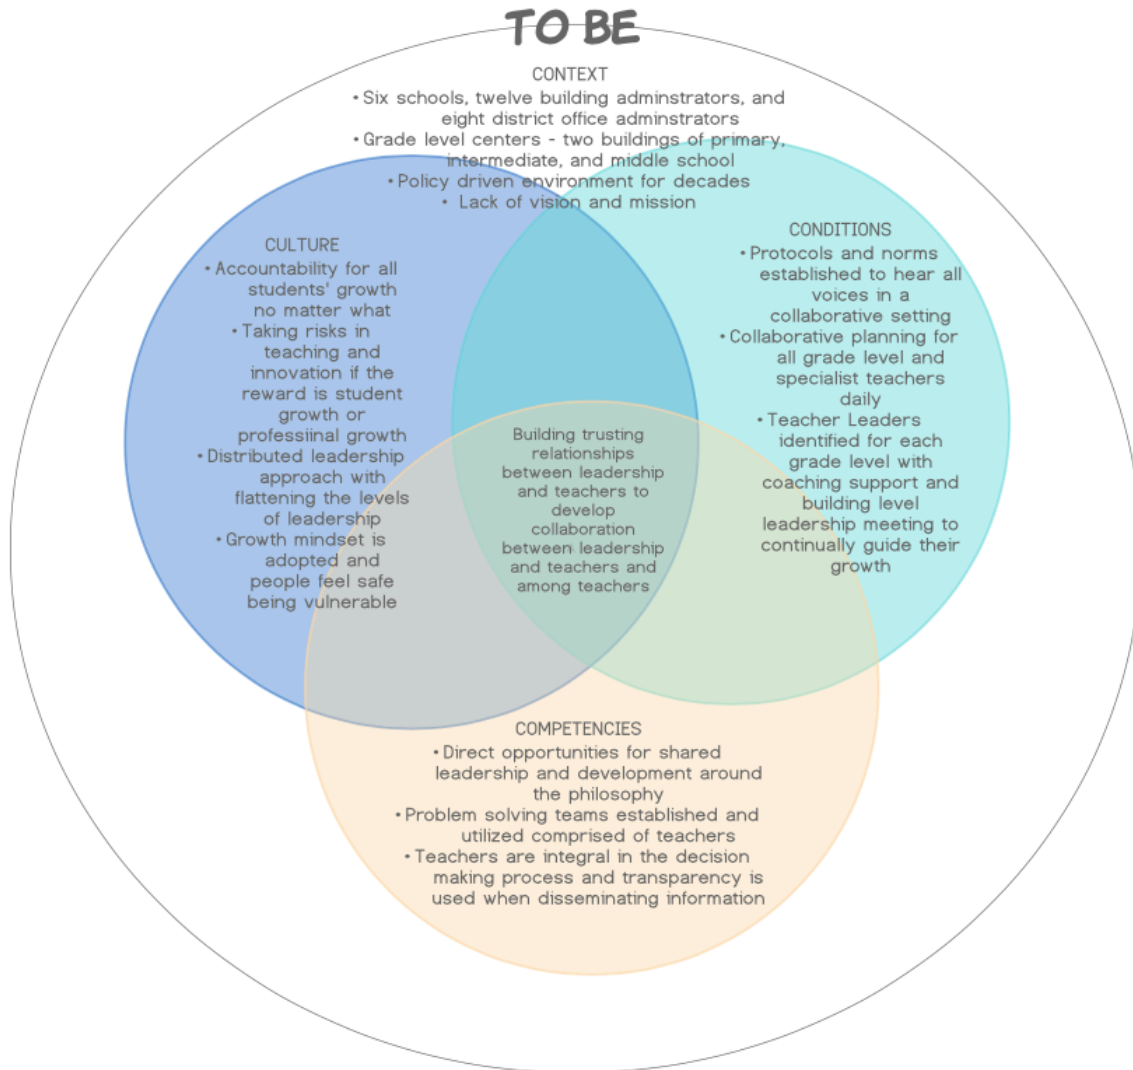 TO BE
CONTEXT
• Six schools, twelve building adminstrators, and
eight district office adminstrators
• Grade level centers - two buildings of primary,
intermediate, and middle school
• Policy driven environment for decades
• Lack of vision and mission
CULTURE
• Accountability for all
students' growth
no matter what
• Taking risks in
teaching and
innovation if the
reward is student
growth or
professiinal growth
• Distributed leadership
approach with
flattening the levels
of leadership
• Growth mindset is
adopted and
people feel safe
being vulnerable
CONDITIONS
• Protocols and norms
established to hear all
voices in a
collaborative setting
• Collaborative planning for
all grade level and
specialist teachers
daily
• Teacher Leaders
identified for each
grade level with
coaching support and
building level
leadership meeting to
continually guide their
growth
Building trusting
relationships
between leadership
and teachers to
develop
collaboration
between leadership
and teachers and
among teachers
COMPETENCIES
• Direct opportunities for shared
leadership and development around
the philosophy
• Problem solving teams established and
utilized comprised of teachers
• Teachers are integral in the decision
making process and transparency is
used when disseminating information